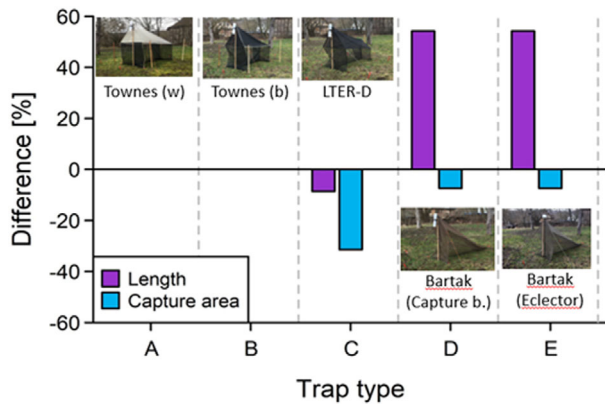 Difference [%]
60
40
20
0
-20
-40
-60
Townes (w)
Townes (b)
LTER-D
Bartak
(Capture b.)
Bartak
(Eclector)
Length
Capture area
A
B
C
D
E
Trap type